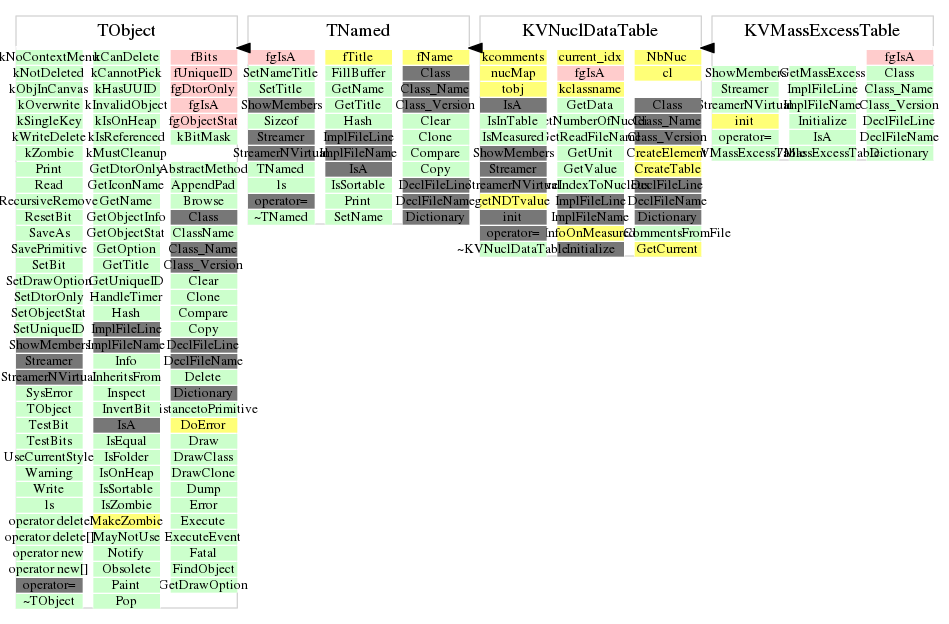 TObject TNamed KVNuclDataTable KVMassExcessTable
kNoContextMenu kCanDelete fBits fgIsA fTitle fName kcomments current_idx NbNuc fgIsA
kNotDeleted kCannotPick fUniqueID SetNameTitle FillBuffer Class nucMap fgIsA cl ShowMembers GetMassExcess Class
kObjInCanvas kHasUUID fgDtorOnly SetTitle GetName Class_Name tobj kclassname Streamer ImplFileLine Class_Name
kOverwrite kInvalidObject fgIsA ShowMembers GetTitle Class_Version IsA GetData Class StreamerNVirtual ImplFileName Class_Version
kSingleKey kIsOnHeap fgObjectStat Sizeof Hash Clear IsInTable etNumberOfNucl Class_Name init Initialize DeclFileLine
kWriteDelete kIsReferenced kBitMask Streamer ImplFileLine Clone IsMeasured etReadFileName Class_Version operator= IsA DeclFileName
kZombie kMustCleanup StreamerNVirtual ImplFileName Compare ShowMembers GetUnit CreateElement VMassExcessTable MassExcessTable Dictionary
Print GetDtorOnly AbstractMethod TNamed IsA Copy Streamer GetValue CreateTable
Read GetIconName AppendPad ls IsSortable DeclFileLine StreamerNVirtual IndexToNucl DeclFileLine
RecursiveRemove GetName Browse operator= Print DeclFileName getNDTvalue ImplFileLine DeclFileName
ResetBit GetObjectInfo Class ~TNamed SetName Dictionary init ImplFileName Dictionary
SaveAs GetObjectStat ClassName operator= InfoOnMeasure CommentsFromFile
SavePrimitive GetOption Class_Name ~KVNuclDataTable Initialize GetCurrent
SetBit GetTitle Class_Version
SetDrawOption GetUniqueID Clear
SetDtorOnly HandleTimer Clone
SetObjectStat Hash Compare
SetUniqueID ImplFileLine Copy
ShowMembers ImplFileName DeclFileLine
Streamer Info DeclFileName
StreamerNVirtual InheritsFrom Delete
SysError Inspect Dictionary
TObject InvertBit istancetoPrimitive
TestBit IsA DoError
TestBits IsEqual Draw
UseCurrentStyle IsFolder DrawClass
Warning IsOnHeap DrawClone
Write IsSortable Dump
ls IsZombie Error
operator delete MakeZombie Execute
operator delete[] MayNotUse ExecuteEvent
operator new Notify Fatal
operator new[] Obsolete FindObject
operator= Paint GetDrawOption
~TObject Pop